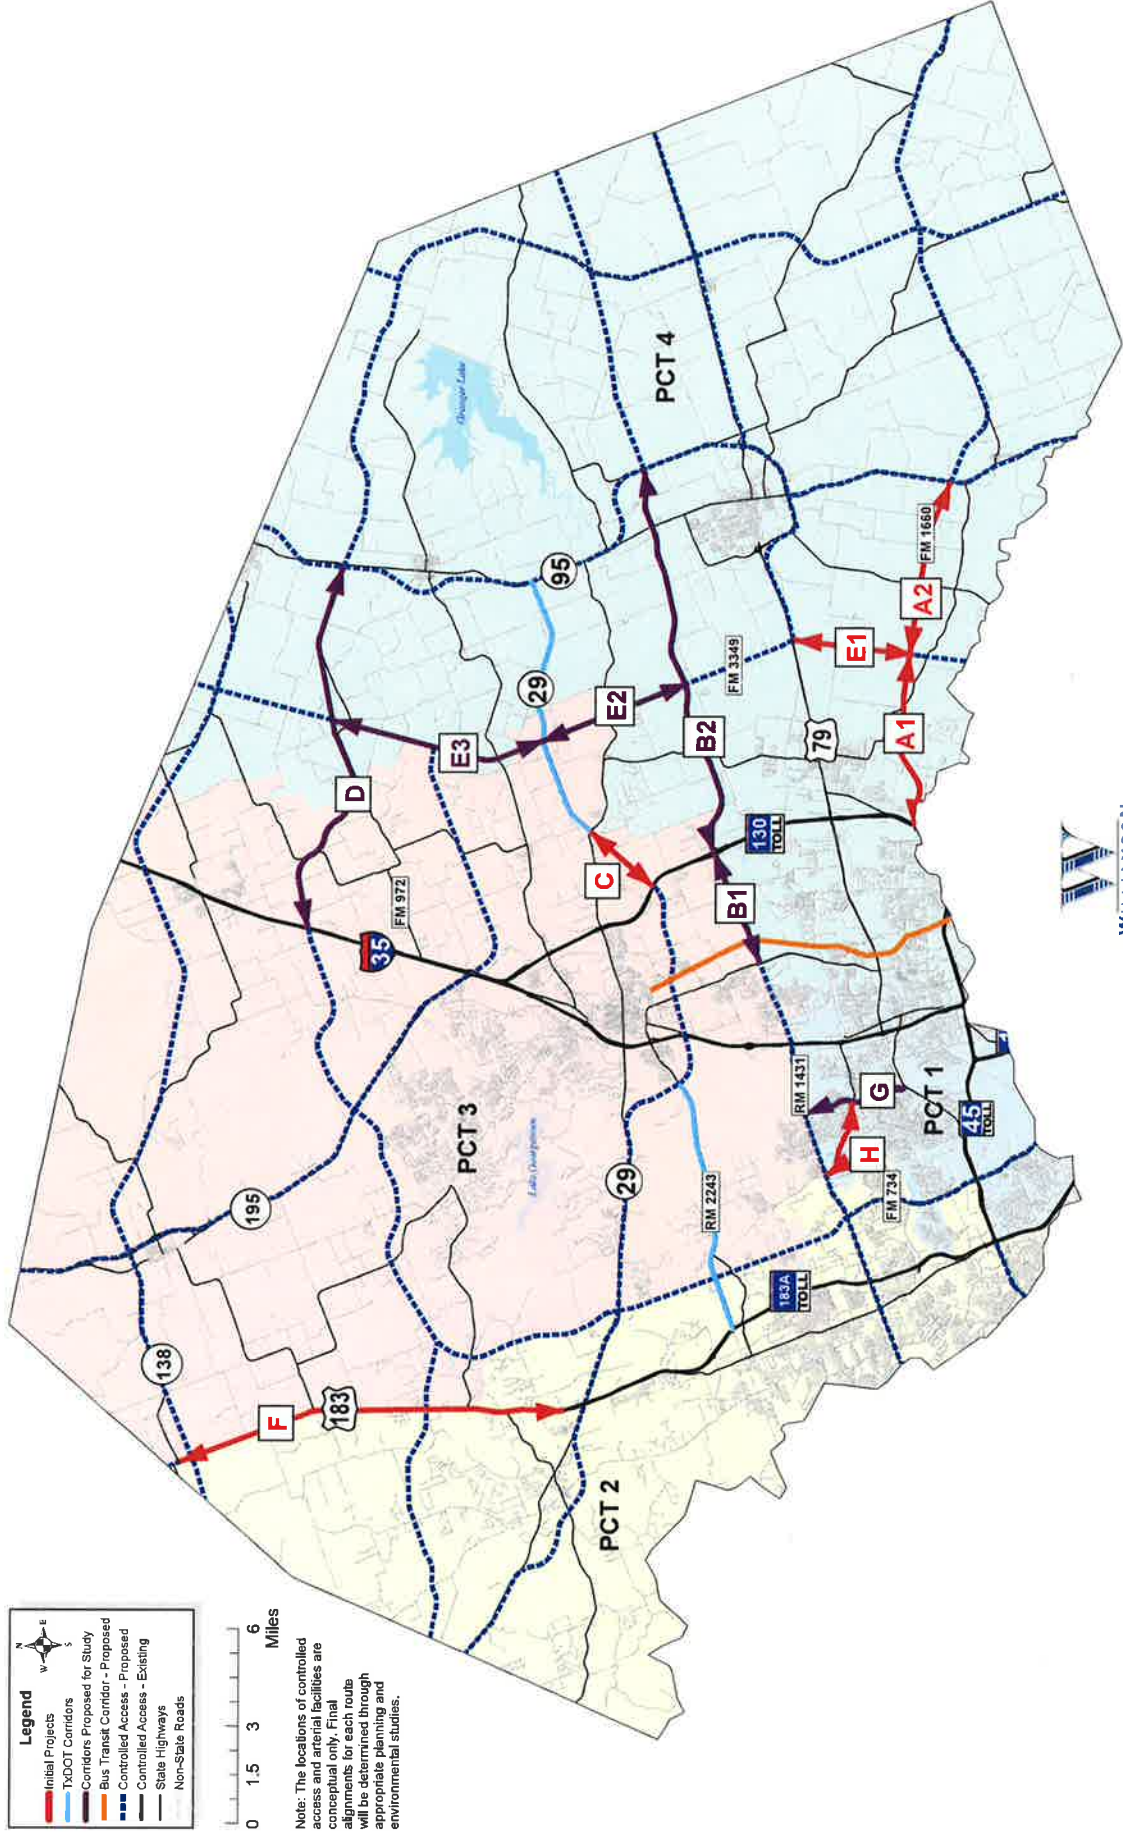 Legend
N
W E
S
Initial Projects
TxDOT Corridors
Corridors Proposed for Study
Bus Transit Corridor - Proposed
Controlled Access - Proposed
Controlled Access - Existing
State Highways
Non-State Roads
0 1.5 3 6
Miles
Note: The locations of controlled
access and arterial facilities are
conceptual only. Final
alignments for each route
will be determined through
appropriate planning and
environmental studies.
138
195
F
183
PCT 3
Lake Georgetown
35
FM 972
D
E3
Granger Lake
29
95
E2
C
29
PCT 2
RM 2243
183A
TOLL
PCT 4
B2
FM 3349
B1
130
TOLL
RM 1431
79
G
H
FM 734
PCT 1
45
TOLL
E1
A1
A2
FM 1660